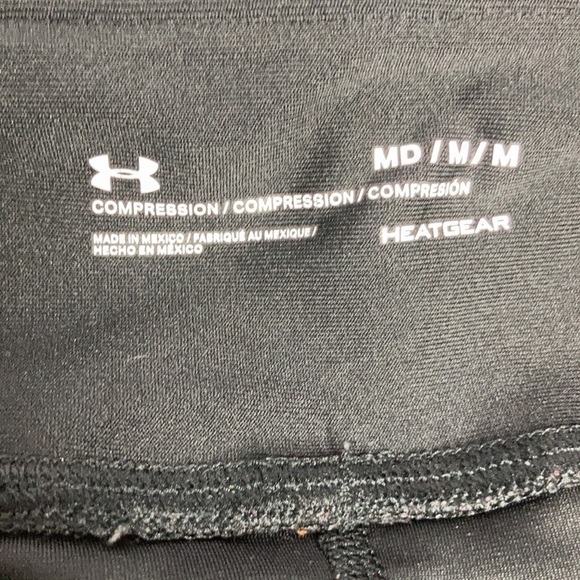 MD / M / M
COMPRESSION / COMPRESSION / COMPRESIÓN
MADE IN MEXICO / FABRIQUÉ AU MEXIQUE /
HECHO EN MÉXICO
HEATGEAR